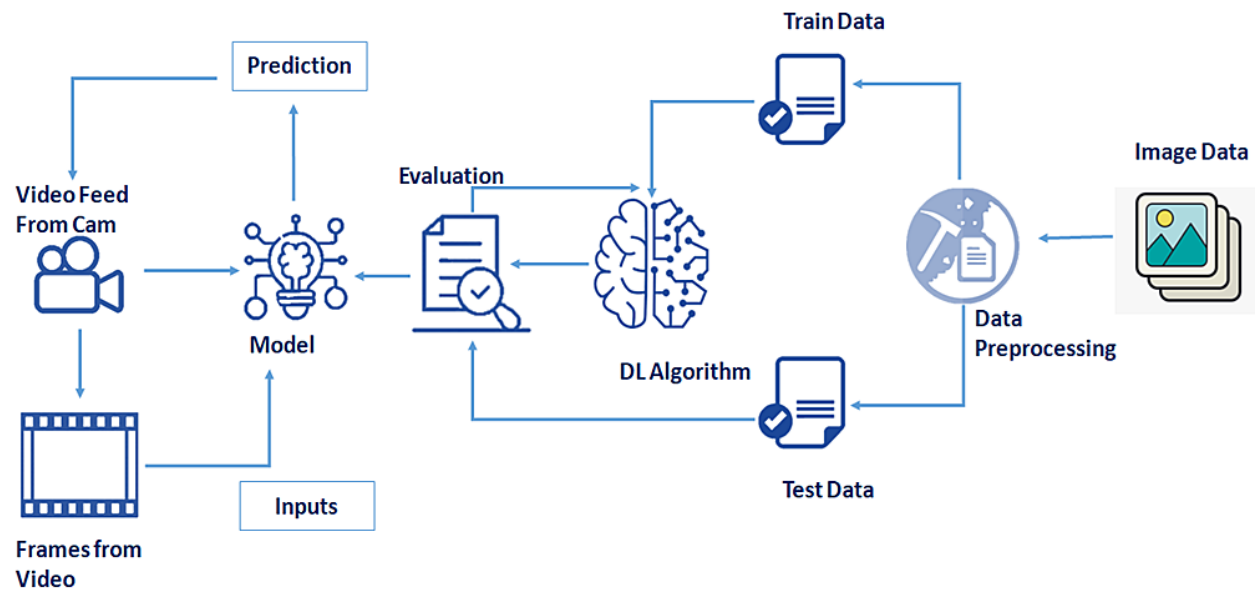 Train Data
Prediction
Image Data
Evaluation
Video Feed
From Cam
Data
Preprocessing
Model
DL Algorithm
Test Data
Inputs
Frames from
Video